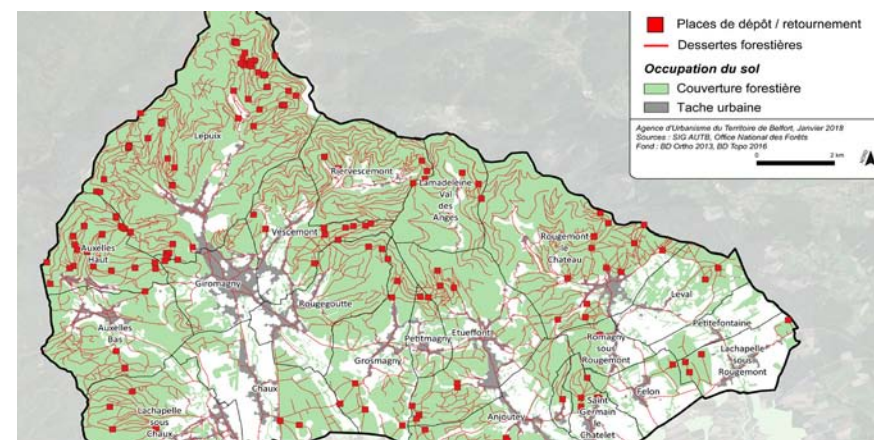 Places de dépôt / retournement
Dessertes forestières
Occupation du sol
Couverture forestière
Tache urbaine
Agence d'Urbanisme du Territoire de Belfort, Janvier 2018
Sources : SIG AUTB, Office National des Forêts
Fond : BD Ortho 2013, BD Topo 2016
0 2 km
Lepuix
Riervescemont
Lamadeleine
Val
des
Anges
Vescemont
Rougemont
le
Chateau
Auxelles
Haut
Giromagny
Leval
Rougegoutte
Petitefontaine
Auxelles
Bas
Etueffont
Petitmagny
Romagny
sous
Rougemont
Lachapelle
sous
Rougemont
Grosmagny
Chaux
Felon
Lachapelle
sous
Chaux
Anjoutey
Saint
Germain
le
Chatelet